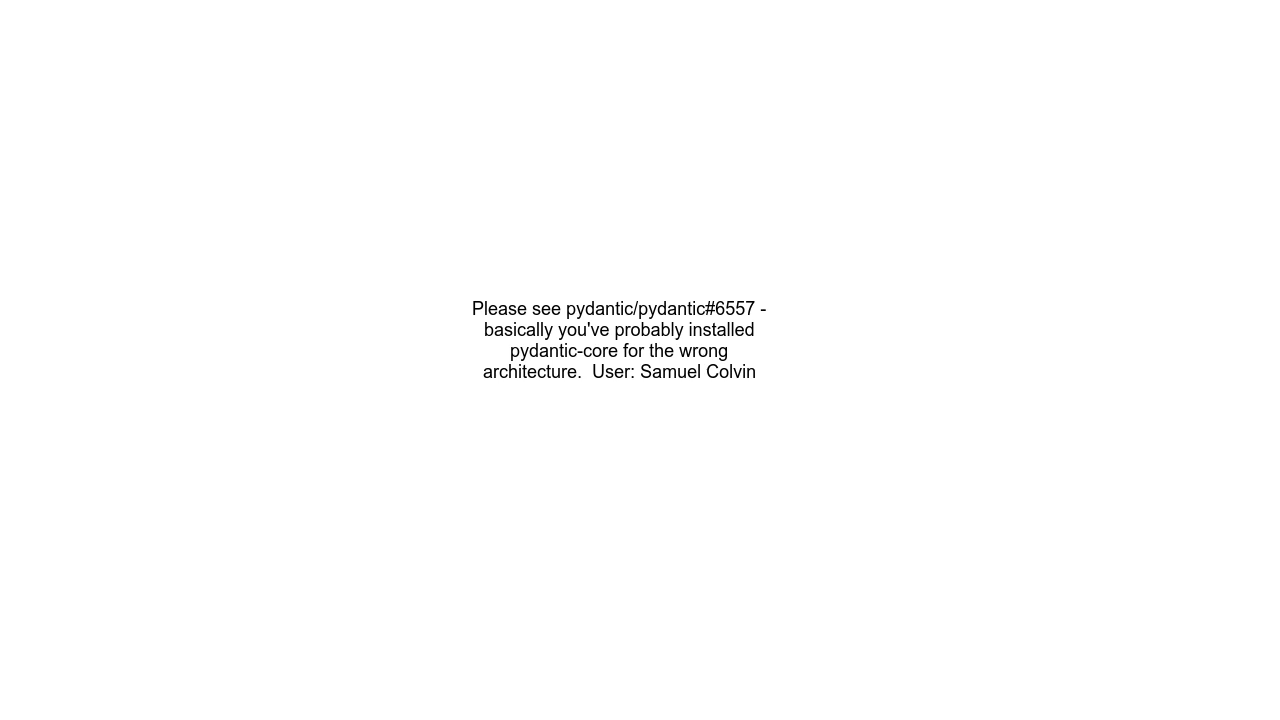 Please see pydantic/pydantic#6557 -
basically you've probably installed
pydantic-core for the wrong
architecture.  User: Samuel Colvin